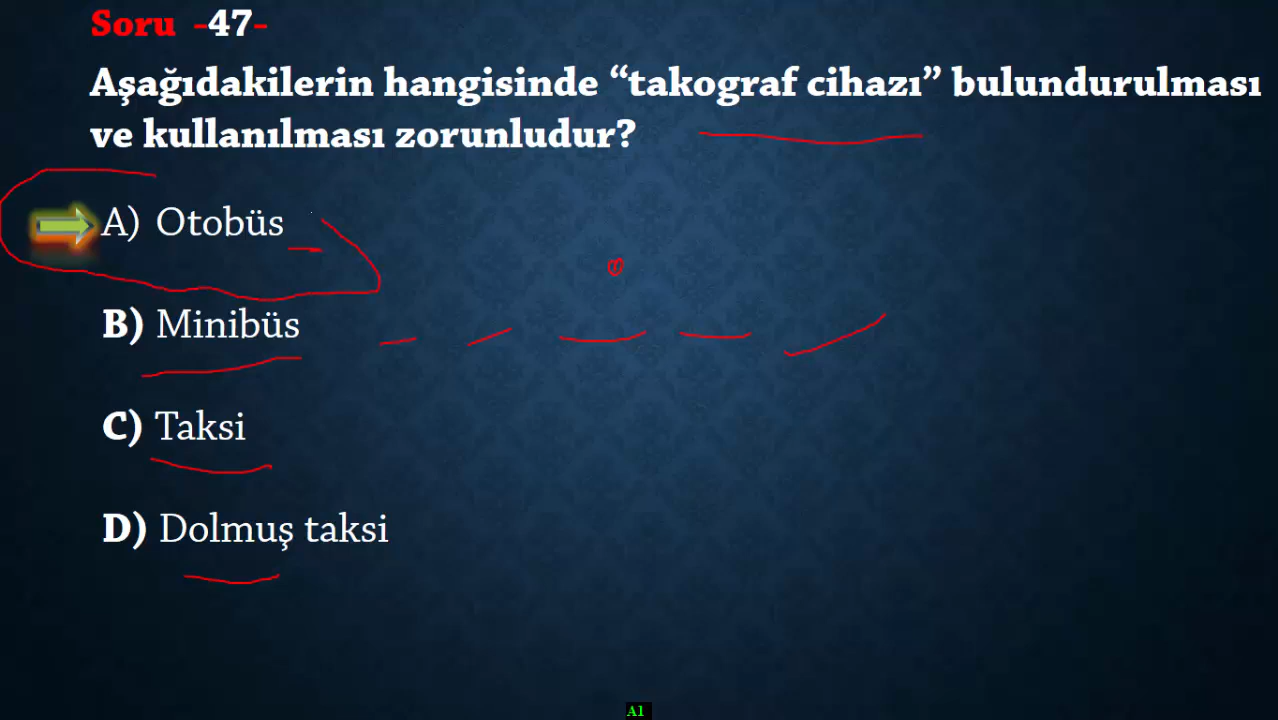 Soru -47-
Aşağıdakilerin hangisinde “takograf cihazı” bulundurulması
ve kullanılması zorunludur?
A) Otobüs
B) Minibüs
C) Taksi
D) Dolmuş taksi
A1